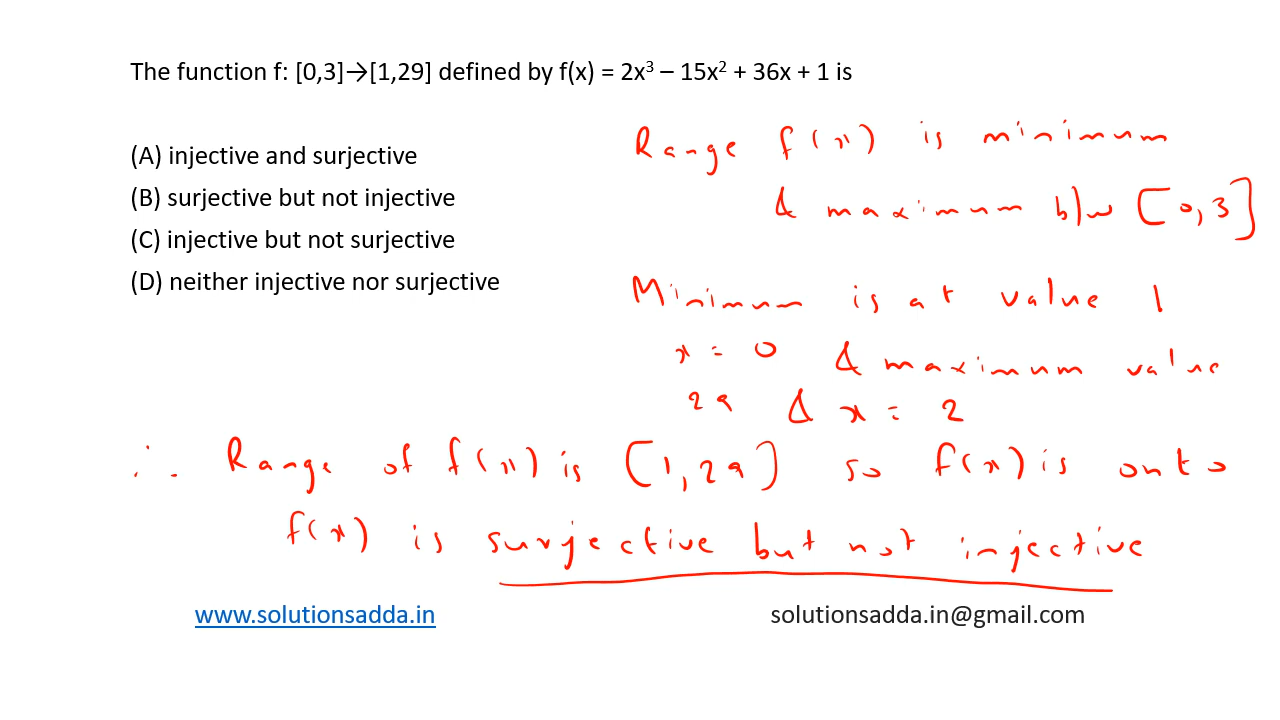 The function f: [0,3]→[1,29] defined by f(x) = 2x³ – 15x² + 36x + 1 is
(A) injective and surjective
(B) surjective but not injective
(C) injective but not surjective
(D) neither injective nor surjective
Range f(x) is minimum
& maximum b/w [0,3]
Minimum is at value 1
x = 0 & maximum value
29 & x = 2
∴ Range of f(x) is [1,29] so f(x) is onto
f(x) is surjective but not injective
www.solutionsadda.in
solutionsadda.in@gmail.com